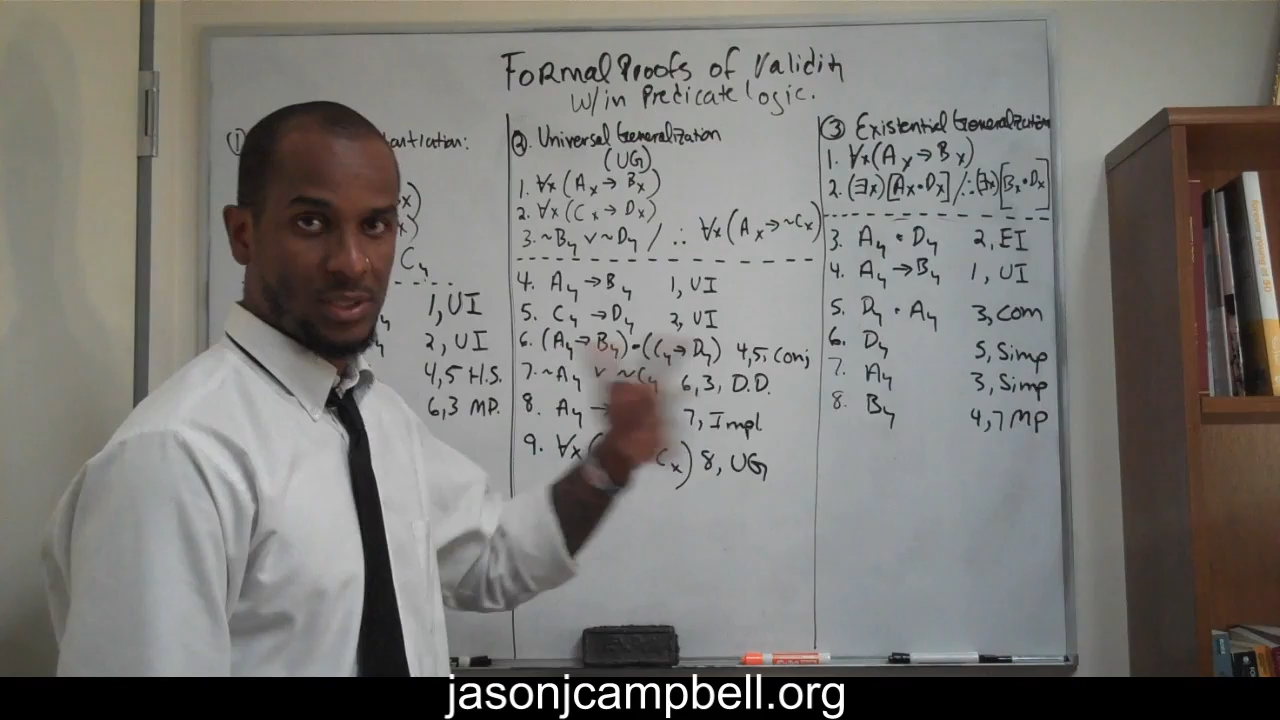 Formal Proofs of Validity
w/in Predicate logic.
①
x)
x)
Cy
1, UI
2, UI
4,5 H.S.
6,3 MP.
②. Universal Generalization
(UG)
1. ∀x (Ax → Bx)
2. ∀x (Cx → Dx)
3. ~By ∨ ~Dy / ∴ ∀x (Ax → ~Cx)
4. Ay → By 1, UI
5. Cy → Dy 2, UI
6. (Ay → By) • (Cy → Dy) 4,5, Conj
7. ~Ay ∨ ~Cy 6,3, D.D.
8. Ay → 7, Impl
9. ∀x ( Cx) 8, UG
③ Existential Generalization
1. ∀x (Ax → Bx)
2. (∃x)[Ax • Dx] / ∴ (∃x)[Bx • Dx]
3. Ay • Dy 2, EI
4. Ay → By 1, UI
5. Dy • Ay 3, Com
6. Dy 5, Simp
7. Ay 3, Simp
8. By 4,7 MP
jasonjcampbell.org